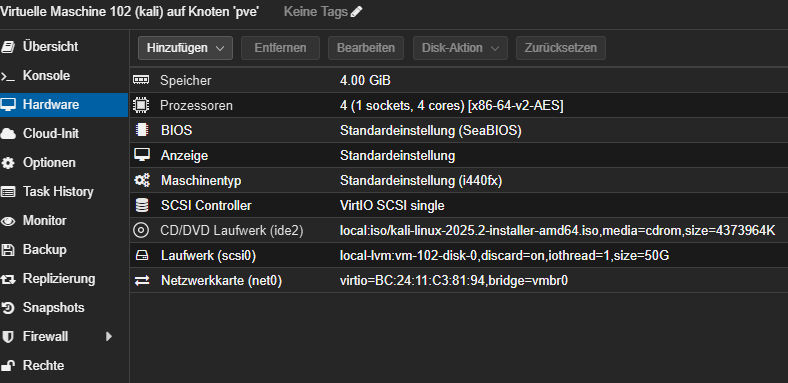 Virtuelle Maschine 102 (kali) auf Knoten 'pve' Keine Tags
Übersicht
Konsole
Hardware
Cloud-Init
Optionen
Task History
Monitor
Backup
Replizierung
Snapshots
Firewall
Rechte
Hinzufügen Entfernen Bearbeiten Disk-Aktion Zurücksetzen
Speicher 4.00 GiB
Prozessoren 4 (1 sockets, 4 cores) [x86-64-v2-AES]
BIOS Standardeinstellung (SeaBIOS)
Anzeige Standardeinstellung
Maschinentyp Standardeinstellung (i440fx)
SCSI Controller VirtIO SCSI single
CD/DVD Laufwerk (ide2) local:iso/kali-linux-2025.2-installer-amd64.iso,media=cdrom,size=4373964K
Laufwerk (scsi0) local-lvm:vm-102-disk-0,discard=on,iothread=1,size=50G
Netzwerkkarte (net0) virtio=BC:24:11:C3:81:94,bridge=vmbr0